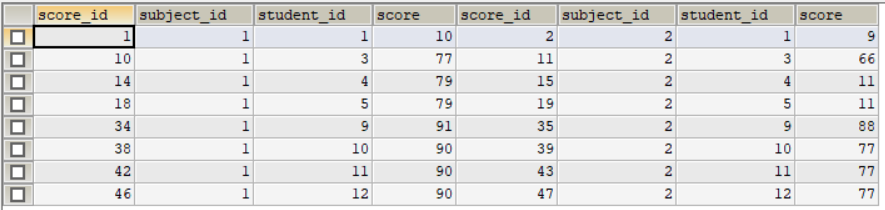 score_id subject_id student_id score score_id subject_id student_id score
1 1 1 10 2 2 1 9
10 1 3 77 11 2 3 66
14 1 4 79 15 2 4 11
18 1 5 79 19 2 5 11
34 1 9 91 35 2 9 88
38 1 10 90 39 2 10 77
42 1 11 90 43 2 11 77
46 1 12 90 47 2 12 77